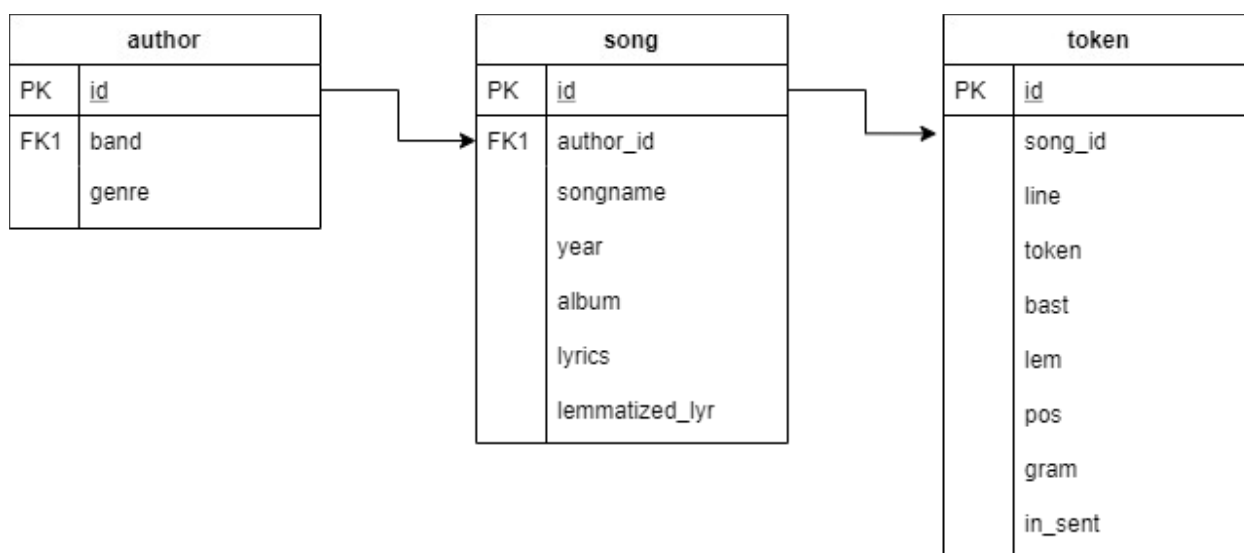 author
PK id
FK1 band
genre
song
PK id
FK1 author_id
songname
year
album
lyrics
lemmatized_lyr
token
PK id
song_id
line
token
bast
lem
pos
gram
in_sent